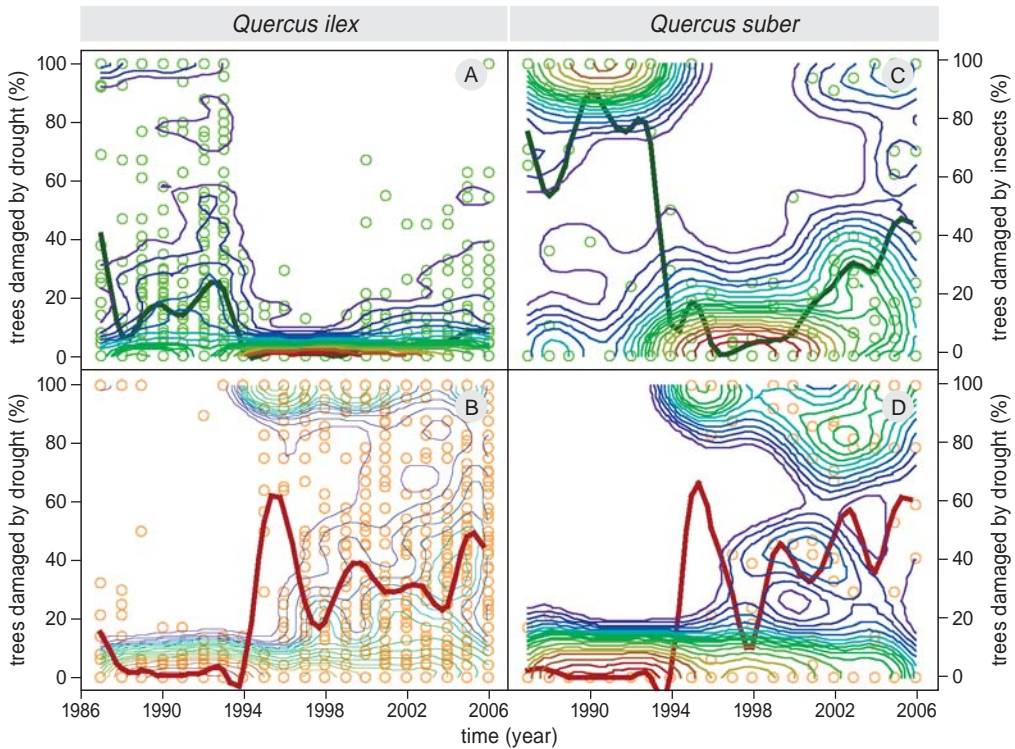 Quercus ilex
Quercus suber
A
C
trees damaged by drought (%)
100
80
60
40
20
0
100
80
60
40
20
0
trees damaged by insects (%)
B
D
trees damaged by drought (%)
100
80
60
40
20
0
100
80
60
40
20
0
trees damaged by drought (%)
1986 1990 1994 1998 2002 2006 1990 1994 1998 2002 2006
time (year)